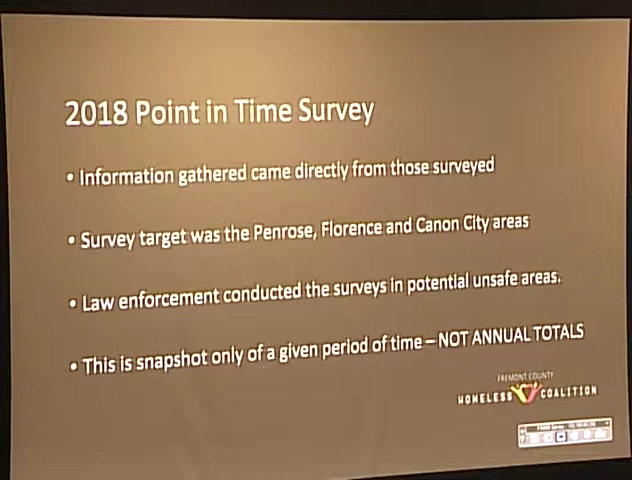 2018 Point in Time Survey
• Information gathered came directly from those surveyed
• Survey target was the Penrose, Florence and Canon City areas
• Law enforcement conducted the surveys in potential unsafe areas.
• This is snapshot only of a given period of time – NOT ANNUAL TOTALS
FREMONT COUNTY
HOMELESS COALITION